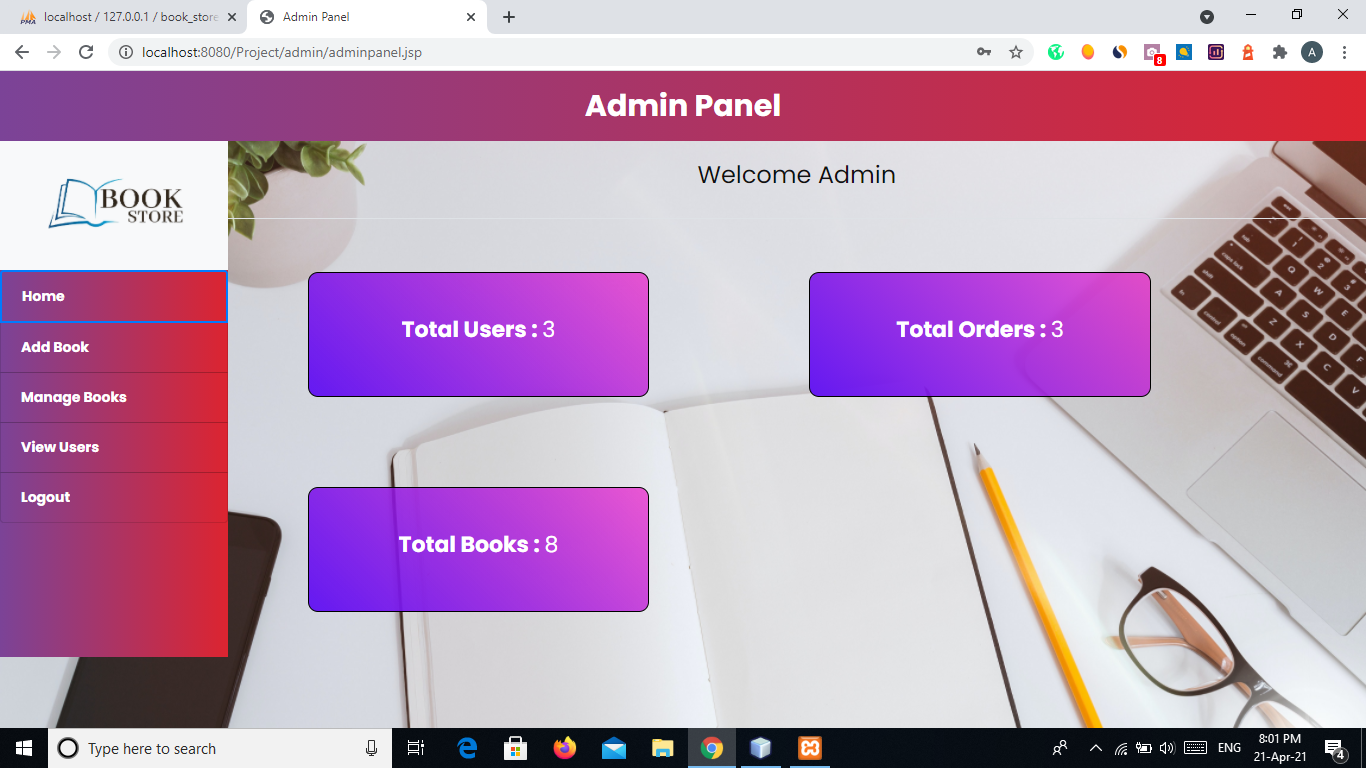 localhost / 127.0.0.1 / book_store
Admin Panel
localhost:8080/Project/admin/adminpanel.jsp
8
A
Admin Panel
BOOK
STORE
Welcome Admin
Home
Add Book
Manage Books
View Users
Logout
Total Users : 3
Total Orders : 3
Total Books : 8
Type here to search
ENG
8:01 PM
21-Apr-21
4